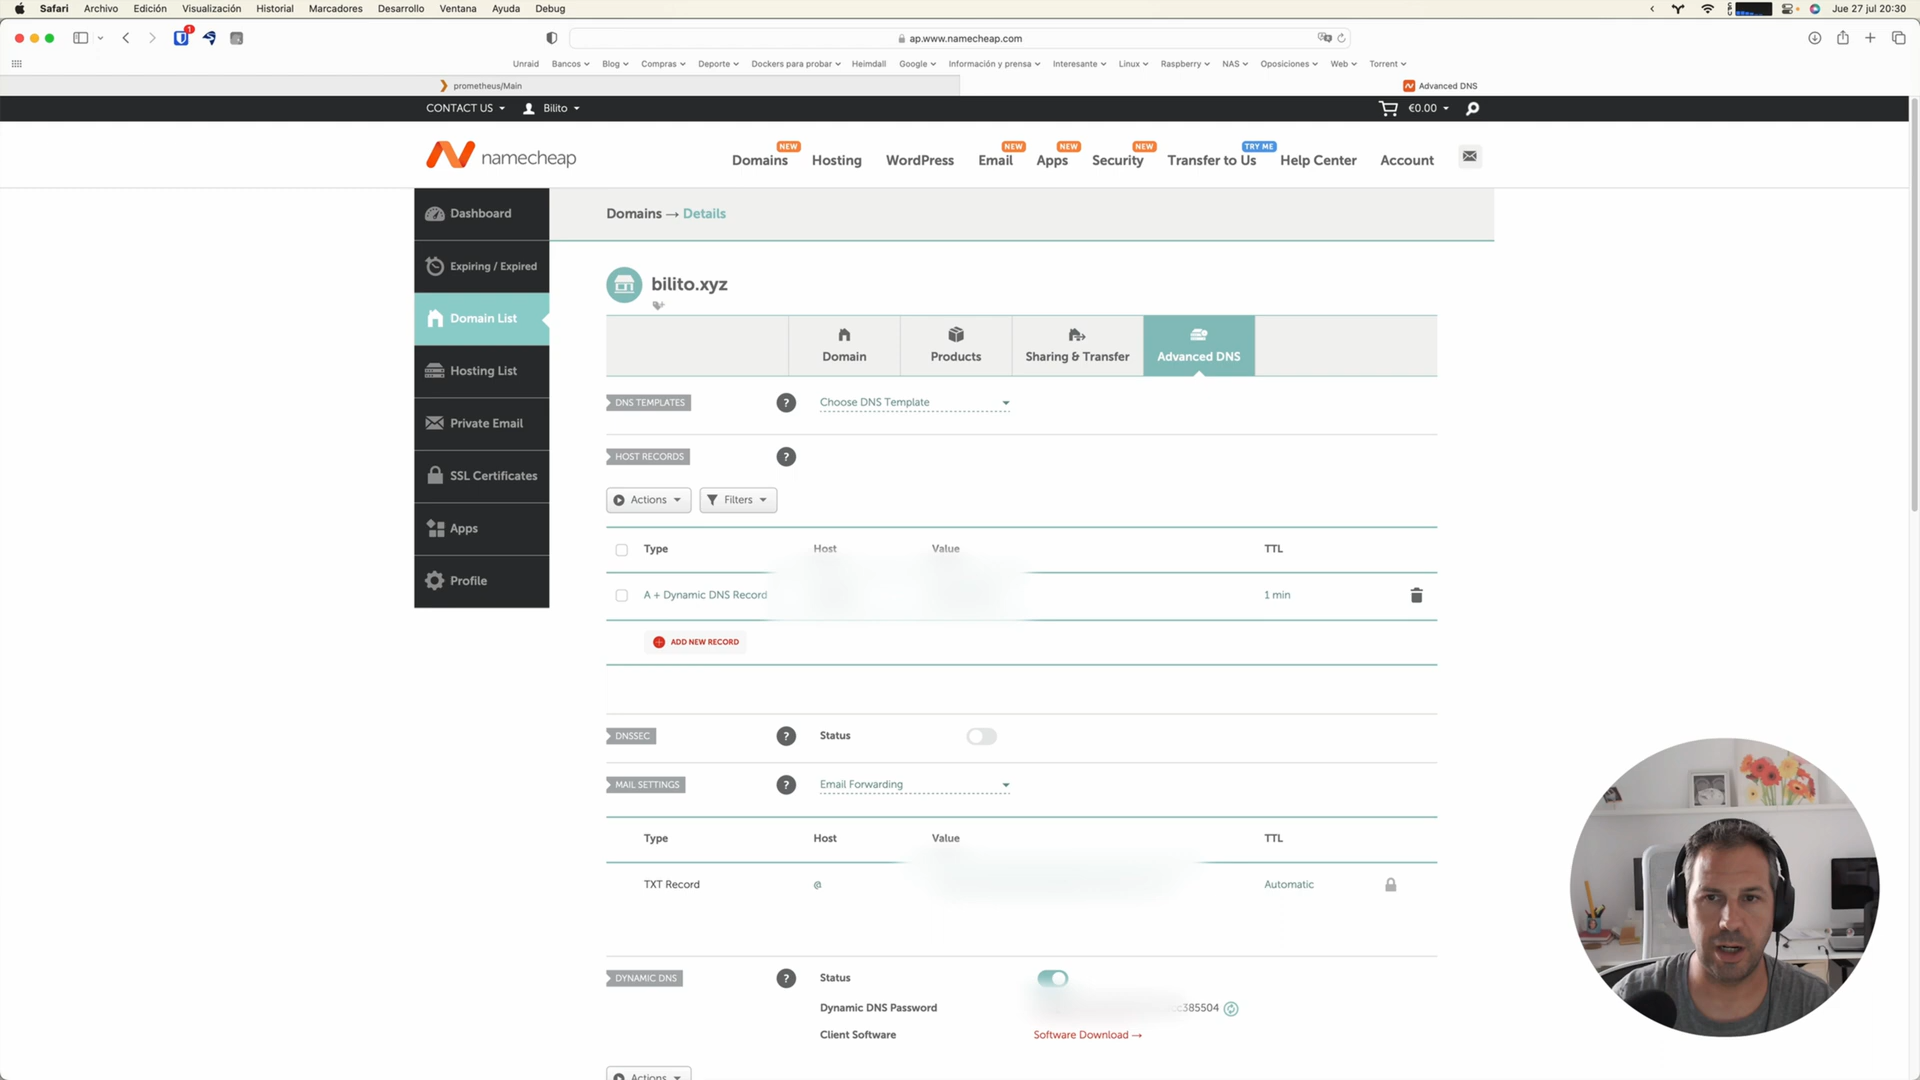 Safari Archivo Edición Visualización Historial Marcadores Desarrollo Ventana Ayuda Debug Jue 27 jul 20:30
1
ap.www.namecheap.com
Unraid Bancos Blog Compras Deporte Dockers para probar Heimdall Google Información y prensa Interesante Linux Raspberry NAS Oposiciones Web Torrent
prometheus/Main Advanced DNS
CONTACT US Bilito €0.00
NEW NEW NEW NEW TRY ME
namecheap Domains Hosting WordPress Email Apps Security Transfer to Us Help Center Account
Dashboard
Domains → Details
Expiring / Expired
bilito.xyz
Domain List
Domain Products Sharing & Transfer Advanced DNS
Hosting List
DNS TEMPLATES ? Choose DNS Template
Private Email
HOST RECORDS ?
SSL Certificates
Actions Filters
Apps
Type Host Value TTL
Profile
A + Dynamic DNS Record 1 min
ADD NEW RECORD
DNSSEC ? Status
MAIL SETTINGS ? Email Forwarding
Type Host Value TTL
TXT Record @ Automatic
DYNAMIC DNS ? Status
Dynamic DNS Password c385504
Client Software Software Download →
Actions